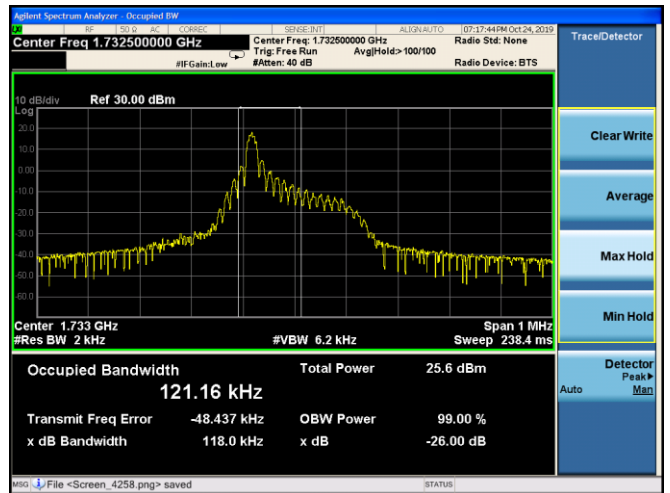 Agilent Spectrum Analyzer - Occupied BW
RF 50 Ω AC CORREC SENSE:INT ALIGNAUTO 07:17:44PM Oct 24, 2019
Center Freq 1.732500000 GHz
Center Freq: 1.732500000 GHz
Radio Std: None
Trig: Free Run Avg|Hold:> 100/100
#IFGain:Low #Atten: 40 dB Radio Device: BTS
Trace/Detector
10 dB/div Ref 30.00 dBm
Log
20.0
10.0
0.00
-10.0
-20.0
-30.0
-40.0
-50.0
-60.0
Center 1.733 GHz Span 1 MHz
#Res BW 2 kHz #VBW 6.2 kHz Sweep 238.4 ms
Occupied Bandwidth Total Power 25.6 dBm
121.16 kHz
Transmit Freq Error -48.437 kHz OBW Power 99.00 %
x dB Bandwidth 118.0 kHz x dB -26.00 dB
Clear Write
Average
Max Hold
Min Hold
Detector
Peak▶
Auto Man
MSG File <Screen_4258.png> saved STATUS